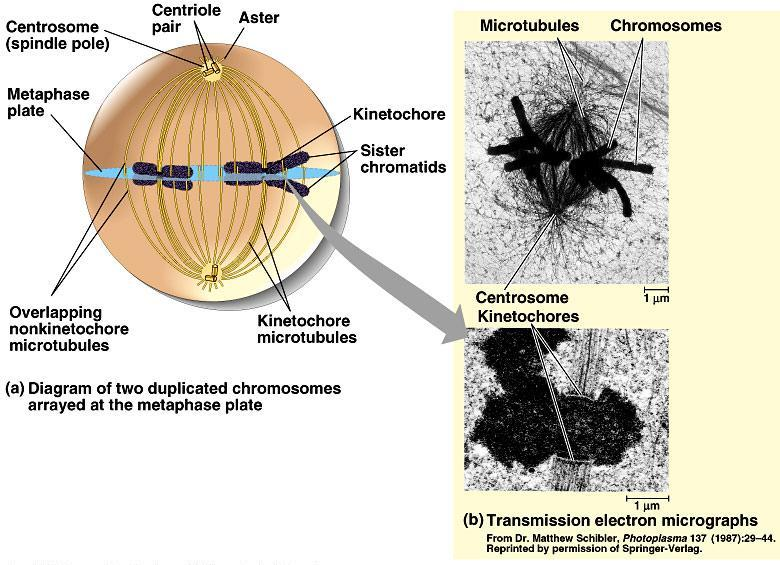 Centriole
pair
Aster
Centrosome
(spindle pole)
Metaphase
plate
Kinetochore
Sister
chromatids
Overlapping
nonkinetochore
microtubules
Kinetochore
microtubules
(a) Diagram of two duplicated chromosomes
arrayed at the metaphase plate
Microtubules
Chromosomes
1 µm
Centrosome
Kinetochores
1 µm
(b) Transmission electron micrographs
From Dr. Matthew Schibler, Photoplasma 137 (1987):29–44.
Reprinted by permission of Springer-Verlag.